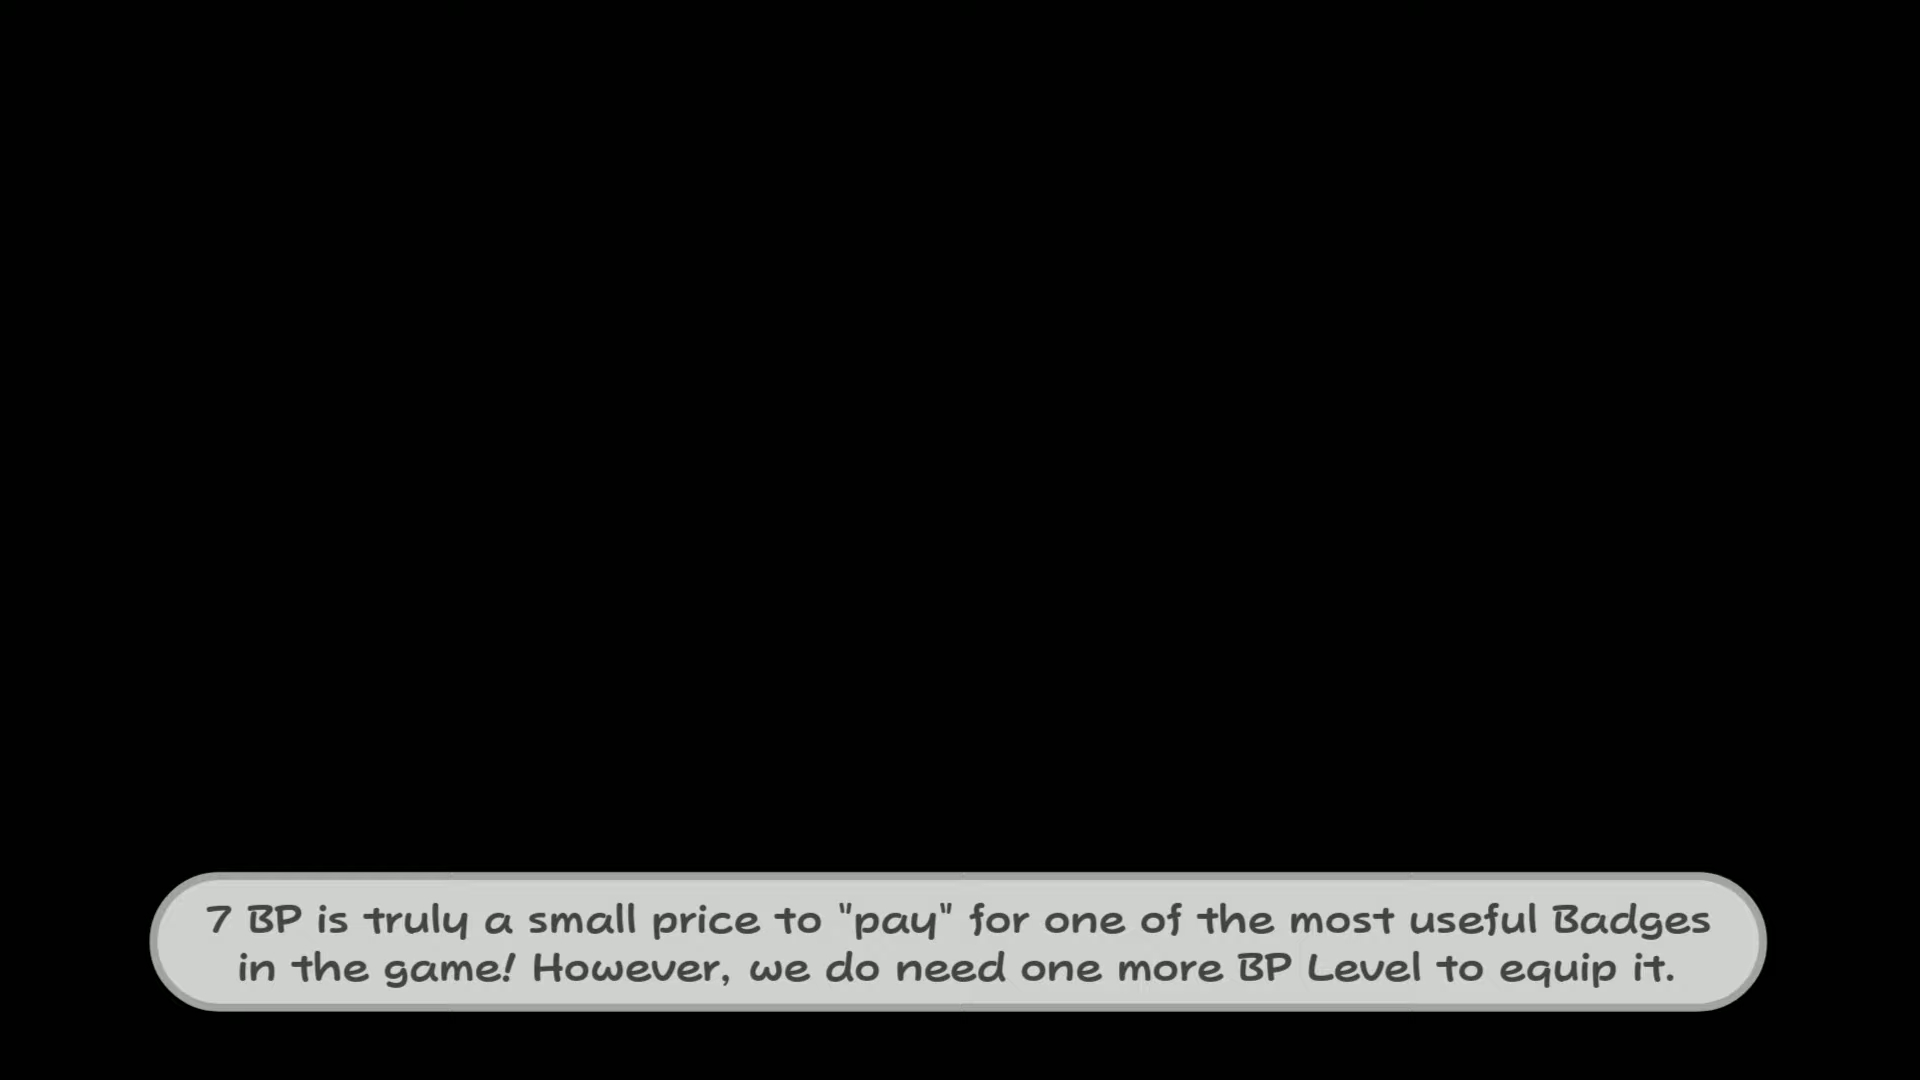 7 BP is truly a small price to "pay" for one of the most useful Badges
in the game! However, we do need one more BP Level to equip it.